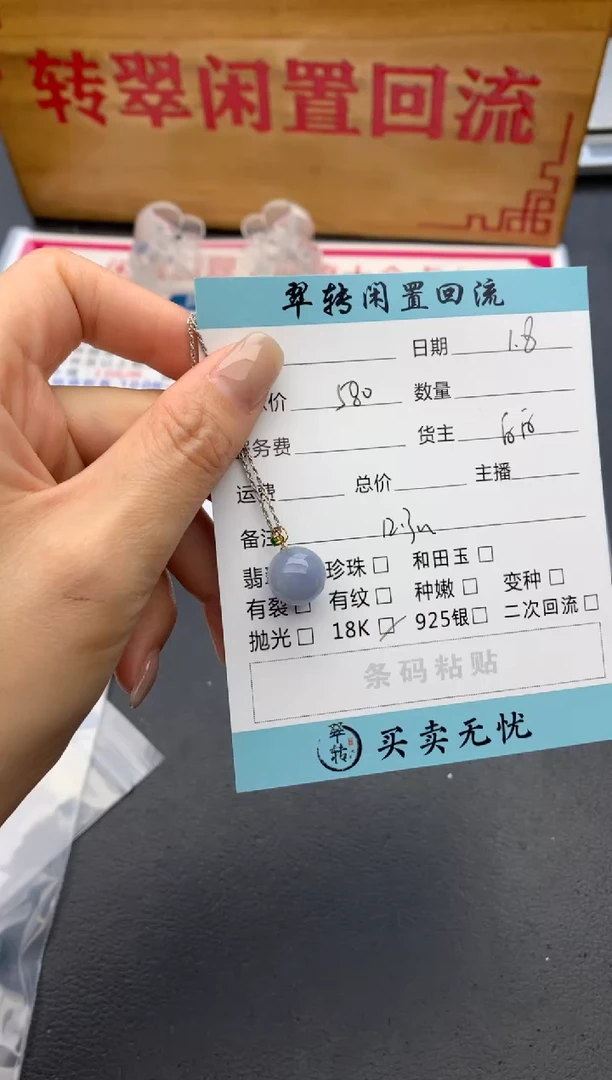 转翠闲置回流
翠转闲置回流
日期 1.8
价 580 数量
务费 货主
运费 总价 主播
备注
翡 珍珠□ 和田玉□
有裂□ 有纹□ 种嫩□ 变种□
抛光□ 18K□ 925银□ 二次回流□
条码粘贴
翠转 买卖无忧